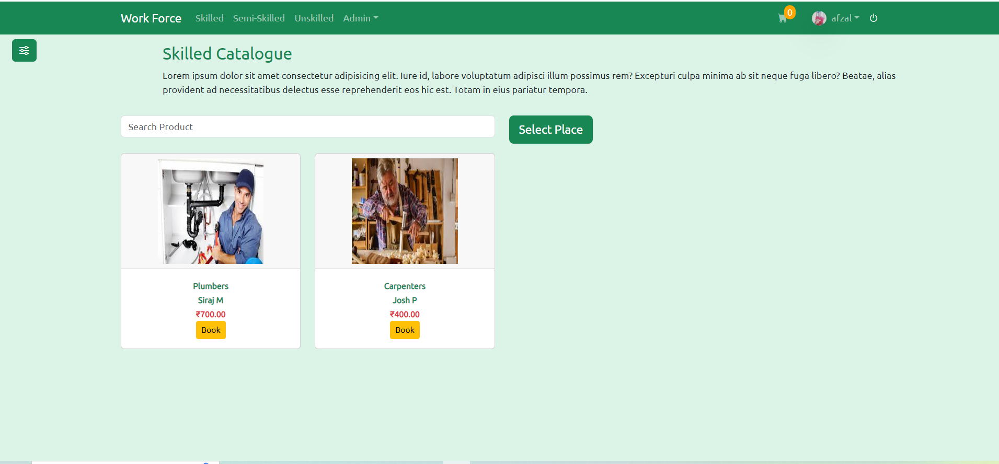 Work Force Skilled Semi-Skilled Unskilled Admin 0 afzal
Skilled Catalogue
Lorem ipsum dolor sit amet consectetur adipisicing elit. Iure id, labore voluptatum adipisci illum possimus rem? Excepturi culpa minima ab sit neque fuga libero? Beatae, alias
provident ad necessitatibus delectus esse reprehenderit eos hic est. Totam in eius pariatur tempora.
Search Product
Select Place
Plumbers
Siraj M
₹700.00
Book
Carpenters
Josh P
₹400.00
Book